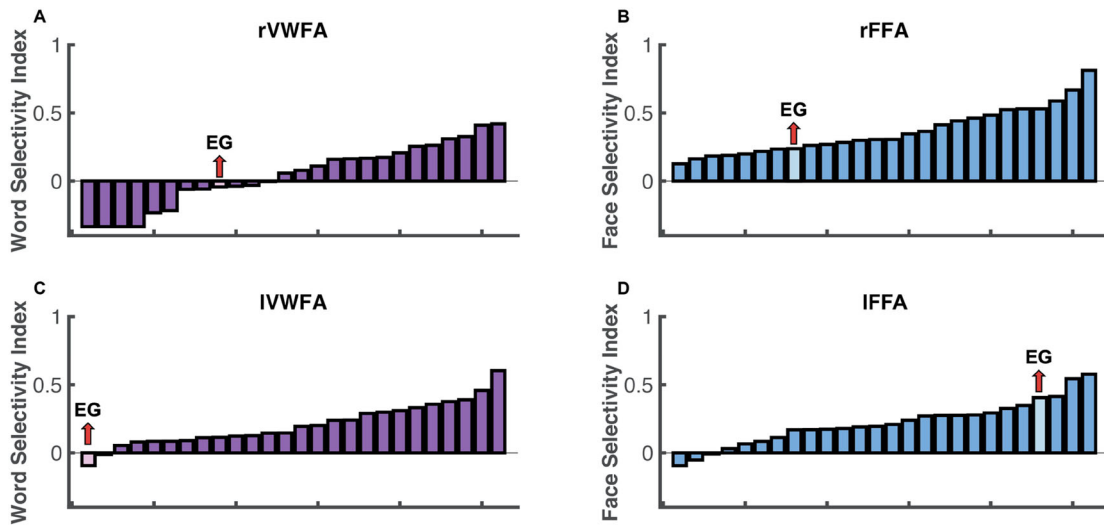 A
rVWFA
Word Selectivity Index
1
0.5
0
EG
B
rFFA
Face Selectivity Index
1
0.5
0
EG
C
lVWFA
Word Selectivity Index
1
0.5
0
EG
D
lFFA
Face Selectivity Index
1
0.5
0
EG